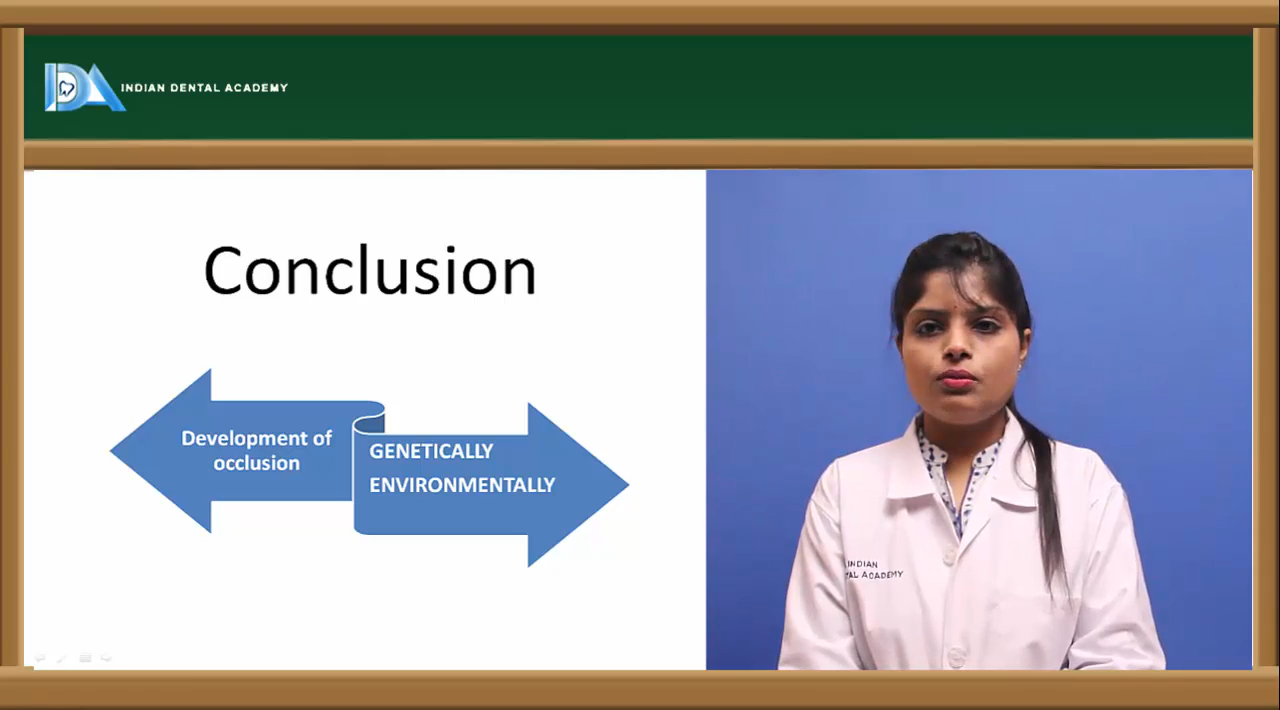 INDIAN DENTAL ACADEMY
Conclusion
Development of
occlusion
GENETICALLY
ENVIRONMENTALLY
INDIAN
TAL ACADEMY